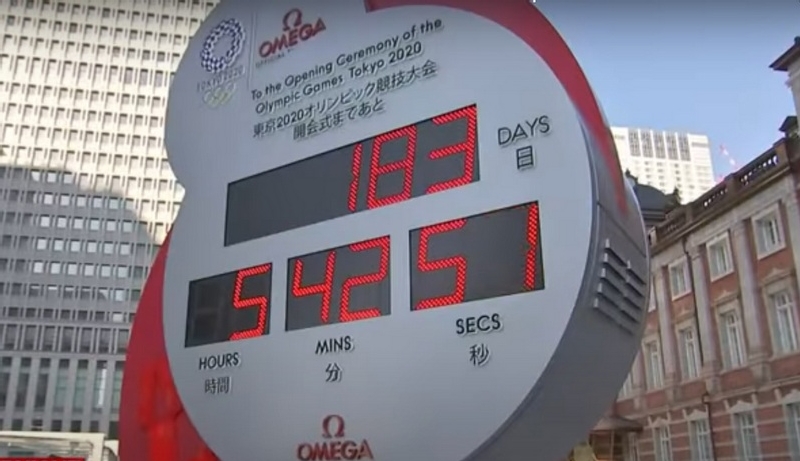 TOKYO 2020
Ω
OMEGA
To the Opening Ceremony of the
Olympic Games Tokyo 2020
東京2020オリンピック競技大会
開会式まであと
183
DAYS
日
5 42 51
HOURS MINS SECS
時間 分 秒
Ω
OMEGA